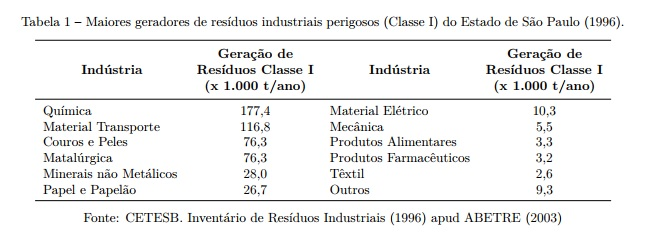 Tabela 1 – Maiores geradores de resíduos industriais perigosos (Classe I) do Estado de São Paulo (1996).
Indústria Geração de Resíduos Classe I (x 1.000 t/ano) Indústria Geração de Resíduos Classe I (x 1.000 t/ano)
Química 177,4 Material Elétrico 10,3
Material Transporte 116,8 Mecânica 5,5
Couros e Peles 76,3 Produtos Alimentares 3,3
Matalúrgica 76,3 Produtos Farmacêuticos 3,2
Minerais não Metálicos 28,0 Têxtil 2,6
Papel e Papelão 26,7 Outros 9,3
Fonte: CETESB. Inventário de Resíduos Industriais (1996) apud ABETRE (2003)